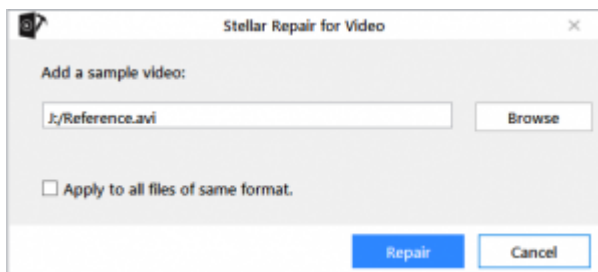 Stellar Repair for Video
Add a sample video:
J:/Reference.avi
Browse
Apply to all files of same format.
Repair
Cancel